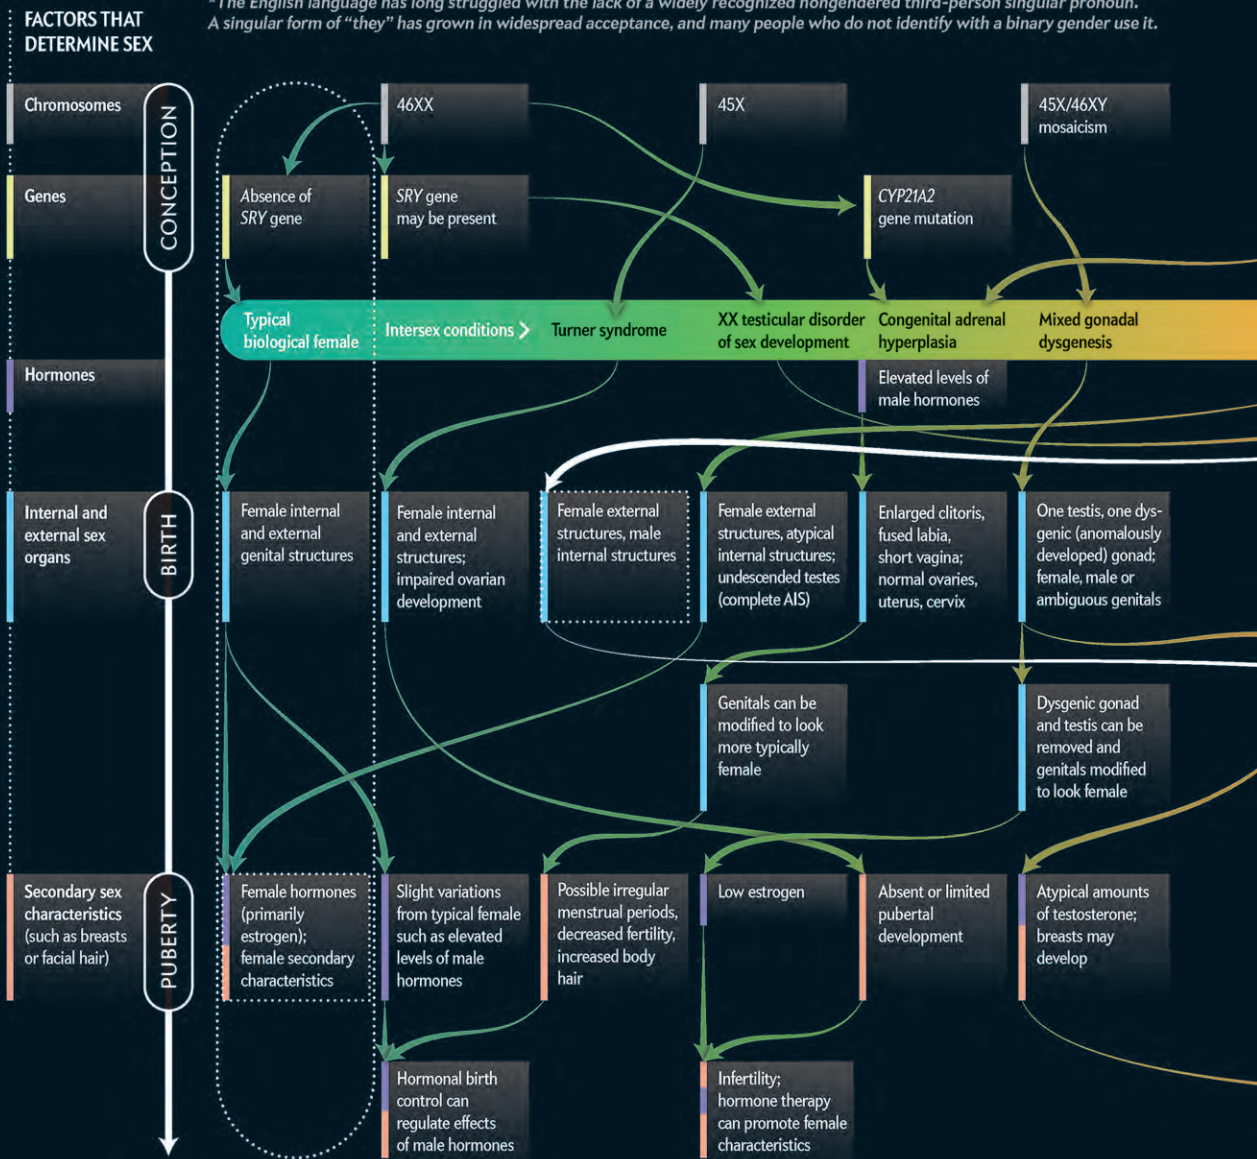 *The English language has long struggled with the lack of a widely recognized nongendered third-person singular pronoun.
A singular form of “they” has grown in widespread acceptance, and many people who do not identify with a binary gender use it.
FACTORS THAT
DETERMINE SEX
Chromosomes
CONCEPTION
46XX
45X
45X/46XY
mosaicism
Genes
Absence of
SRY gene
SRY gene
may be present
CYP21A2
gene mutation
Typical
biological female
Intersex conditions >
Turner syndrome
XX testicular disorder
of sex development
Congenital adrenal
hyperplasia
Mixed gonadal
dysgenesis
Hormones
Elevated levels of
male hormones
Internal and
external sex
organs
BIRTH
Female internal
and external
genital structures
Female internal
and external
structures;
impaired ovarian
development
Female external
structures, male
internal structures
Female external
structures, atypical
internal structures;
undescended testes
(complete AIS)
Enlarged clitoris,
fused labia,
short vagina;
normal ovaries,
uterus, cervix
One testis, one dys-
genic (anomalously
developed) gonad;
female, male or
ambiguous genitals
Genitals can be
modified to look
more typically
female
Dysgenic gonad
and testis can be
removed and
genitals modified
to look female
Secondary sex
characteristics
(such as breasts
or facial hair)
PUBERTY
Female hormones
(primarily
estrogen);
female secondary
characteristics
Slight variations
from typical female
such as elevated
levels of male
hormones
Possible irregular
menstrual periods,
decreased fertility,
increased body
hair
Low estrogen
Absent or limited
pubertal
development
Atypical amounts
of testosterone;
breasts may
develop
Hormonal birth
control can
regulate effects
of male hormones
Infertility;
hormone therapy
can promote female
characteristics